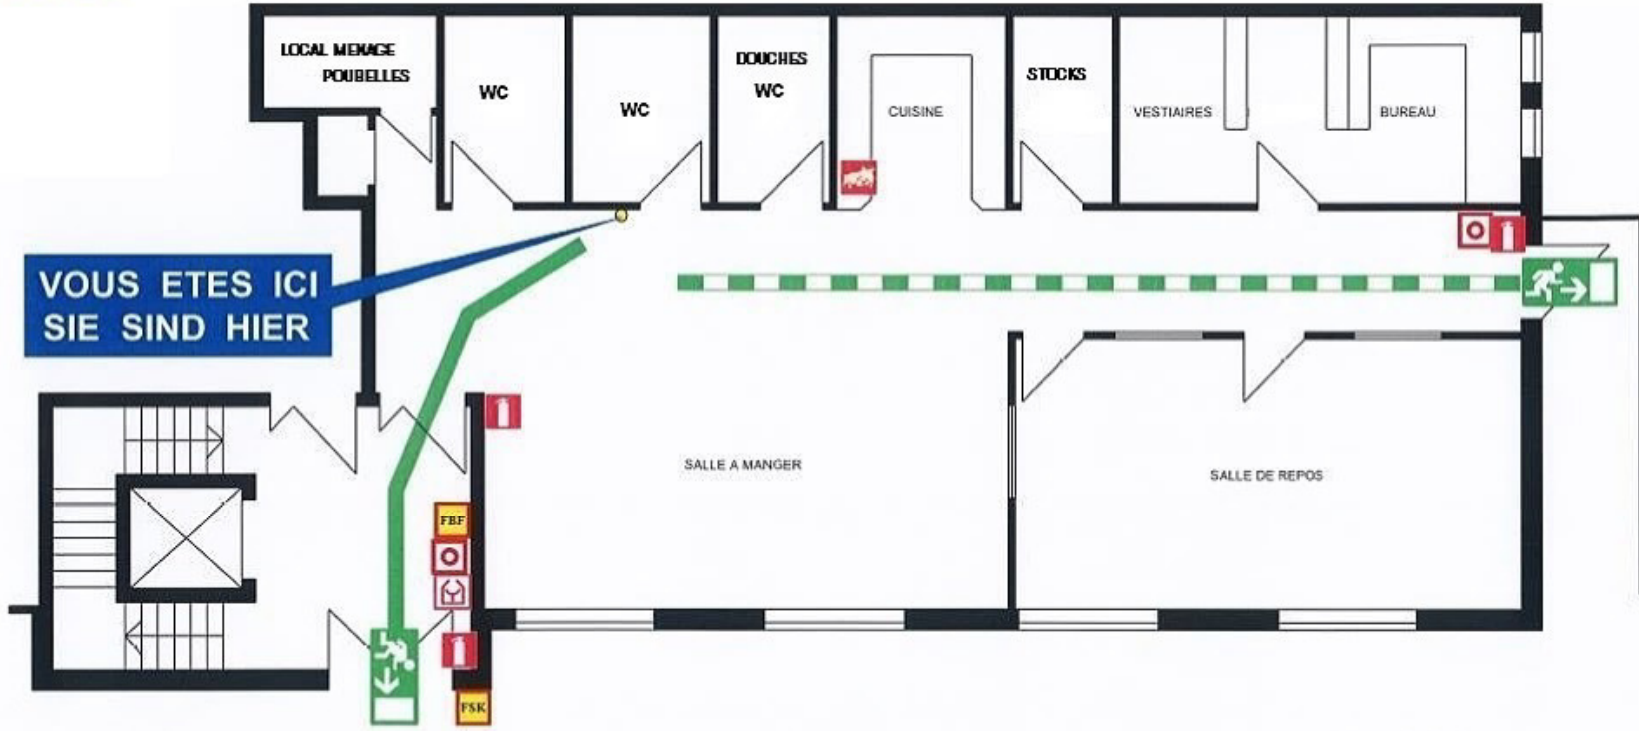 LOCAL MENAGE
POUBELLES
WC
WC
DOUCHES
WC
CUISINE
STOCKS
VESTIAIRES
BUREAU
VOUS ETES ICI
SIE SIND HIER
SALLE A MANGER
SALLE DE REPOS
FBF
FSK